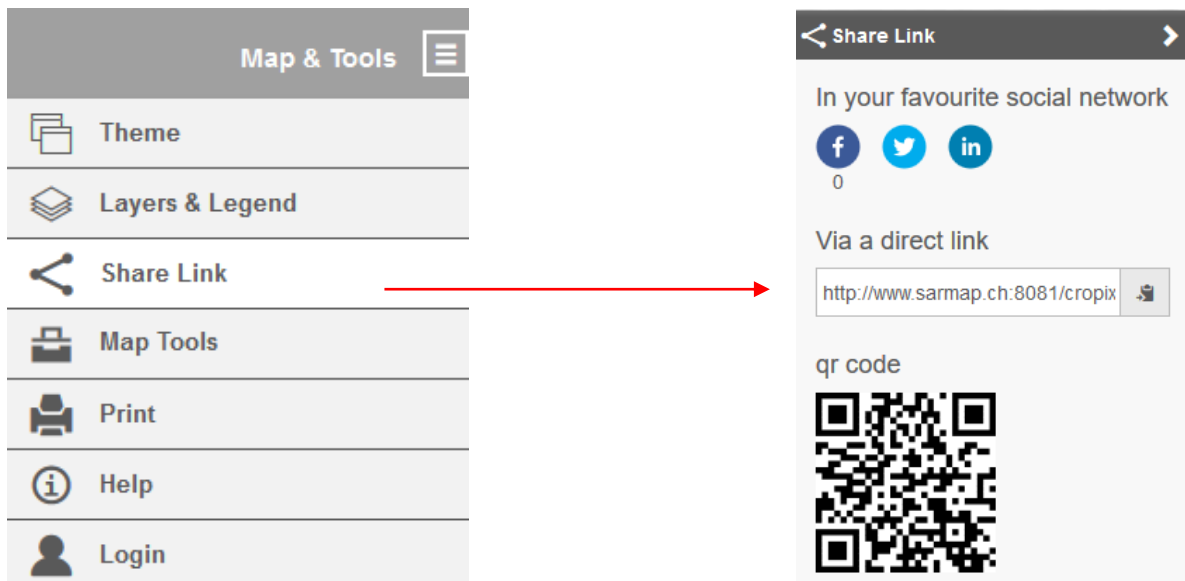 Map & Tools
Theme
Layers & Legend
Share Link
Map Tools
Print
Help
Login
Share Link
In your favourite social network
0
Via a direct link
http://www.sarmap.ch:8081/cropix
qr code